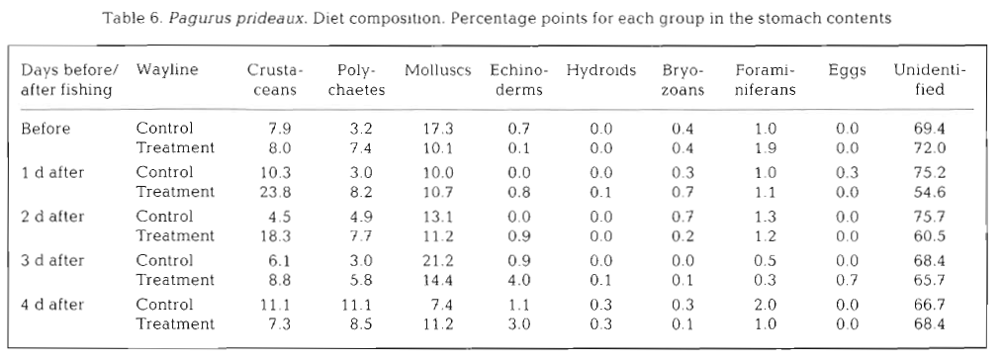 Table 6. Pagurus prideaux. Diet composition. Percentage points for each group in the stomach contents
Days before/ Wayline Crusta- Poly- Molluscs Echino- Hydroids Bryo- Forami- Eggs Unidenti-
after fishing ceans chaetes derms zoans niferans fied
Before Control 7.9 3.2 17.3 0.7 0.0 0.4 1.0 0.0 69.4
Treatment 8.0 7.4 10.1 0.1 0.0 0.4 1.9 0.0 72.0
1 d after Control 10.3 3.0 10.0 0.0 0.0 0.3 1.0 0.3 75.2
Treatment 23.8 8.2 10.7 0.8 0.1 0.7 1.1 0.0 54.6
2 d after Control 4.5 4.9 13.1 0.0 0.0 0.7 1.3 0.0 75.7
Treatment 18.3 7.7 11.2 0.9 0.0 0.2 1.2 0.0 60.5
3 d after Control 6.1 3.0 21.2 0.9 0.0 0.0 0.5 0.0 68.4
Treatment 8.8 5.8 14.4 4.0 0.1 0.1 0.3 0.7 65.7
4 d after Control 11.1 11.1 7.4 1.1 0.3 0.3 2.0 0.0 66.7
Treatment 7.3 8.5 11.2 3.0 0.3 0.1 1.0 0.0 68.4